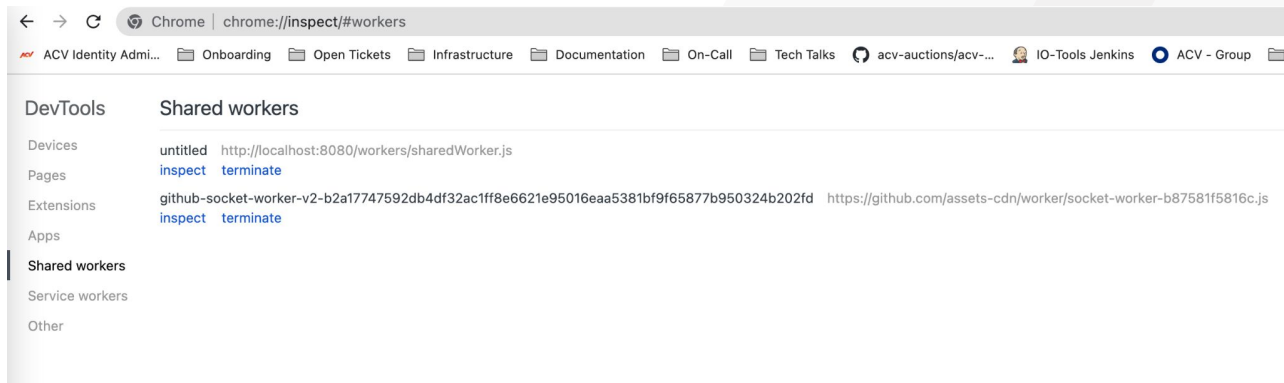 Chrome | chrome://inspect/#workers
ACV Identity Admi... Onboarding Open Tickets Infrastructure Documentation On-Call Tech Talks acv-auctions/acv-... IO-Tools Jenkins ACV - Group
DevTools
Devices
Pages
Extensions
Apps
Shared workers
Service workers
Other
Shared workers
untitled http://localhost:8080/workers/sharedWorker.js
inspect terminate
github-socket-worker-v2-b2a17747592db4df32ac1ff8e6621e95016eaa5381bf9f65877b950324b202fd https://github.com/assets-cdn/worker/socket-worker-b87581f5816c.js
inspect terminate